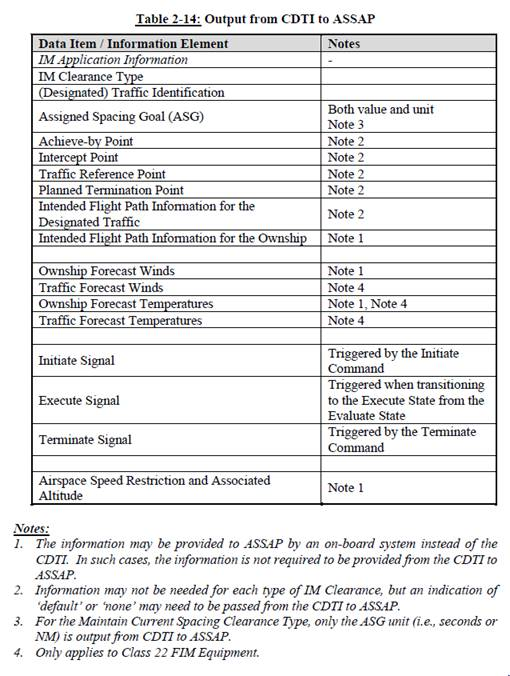 Table 2-14: Output from CDTI to ASSAP
Data Item / Information Element Notes
IM Application Information -
IM Clearance Type
(Designated) Traffic Identification
Assigned Spacing Goal (ASG) Both value and unit
Note 3
Achieve-by Point Note 2
Intercept Point Note 2
Traffic Reference Point Note 2
Planned Termination Point Note 2
Intended Flight Path Information for the
Designated Traffic Note 2
Intended Flight Path Information for the Ownship Note 1
Ownship Forecast Winds Note 1
Traffic Forecast Winds Note 4
Ownship Forecast Temperatures Note 1, Note 4
Traffic Forecast Temperatures Note 4
Initiate Signal Triggered by the Initiate
Command
Execute Signal Triggered when transitioning
to the Execute State from the
Evaluate State
Terminate Signal Triggered by the Terminate
Command
Airspace Speed Restriction and Associated
Altitude Note 1
Notes:
1. The information may be provided to ASSAP by an on-board system instead of the
CDTI. In such cases, the information is not required to be provided from the CDTI to
ASSAP.
2. Information may not be needed for each type of IM Clearance, but an indication of
‘default’ or ‘none’ may need to be passed from the CDTI to ASSAP.
3. For the Maintain Current Spacing Clearance Type, only the ASG unit (i.e., seconds or
NM) is output from CDTI to ASSAP.
4. Only applies to Class 22 FIM Equipment.